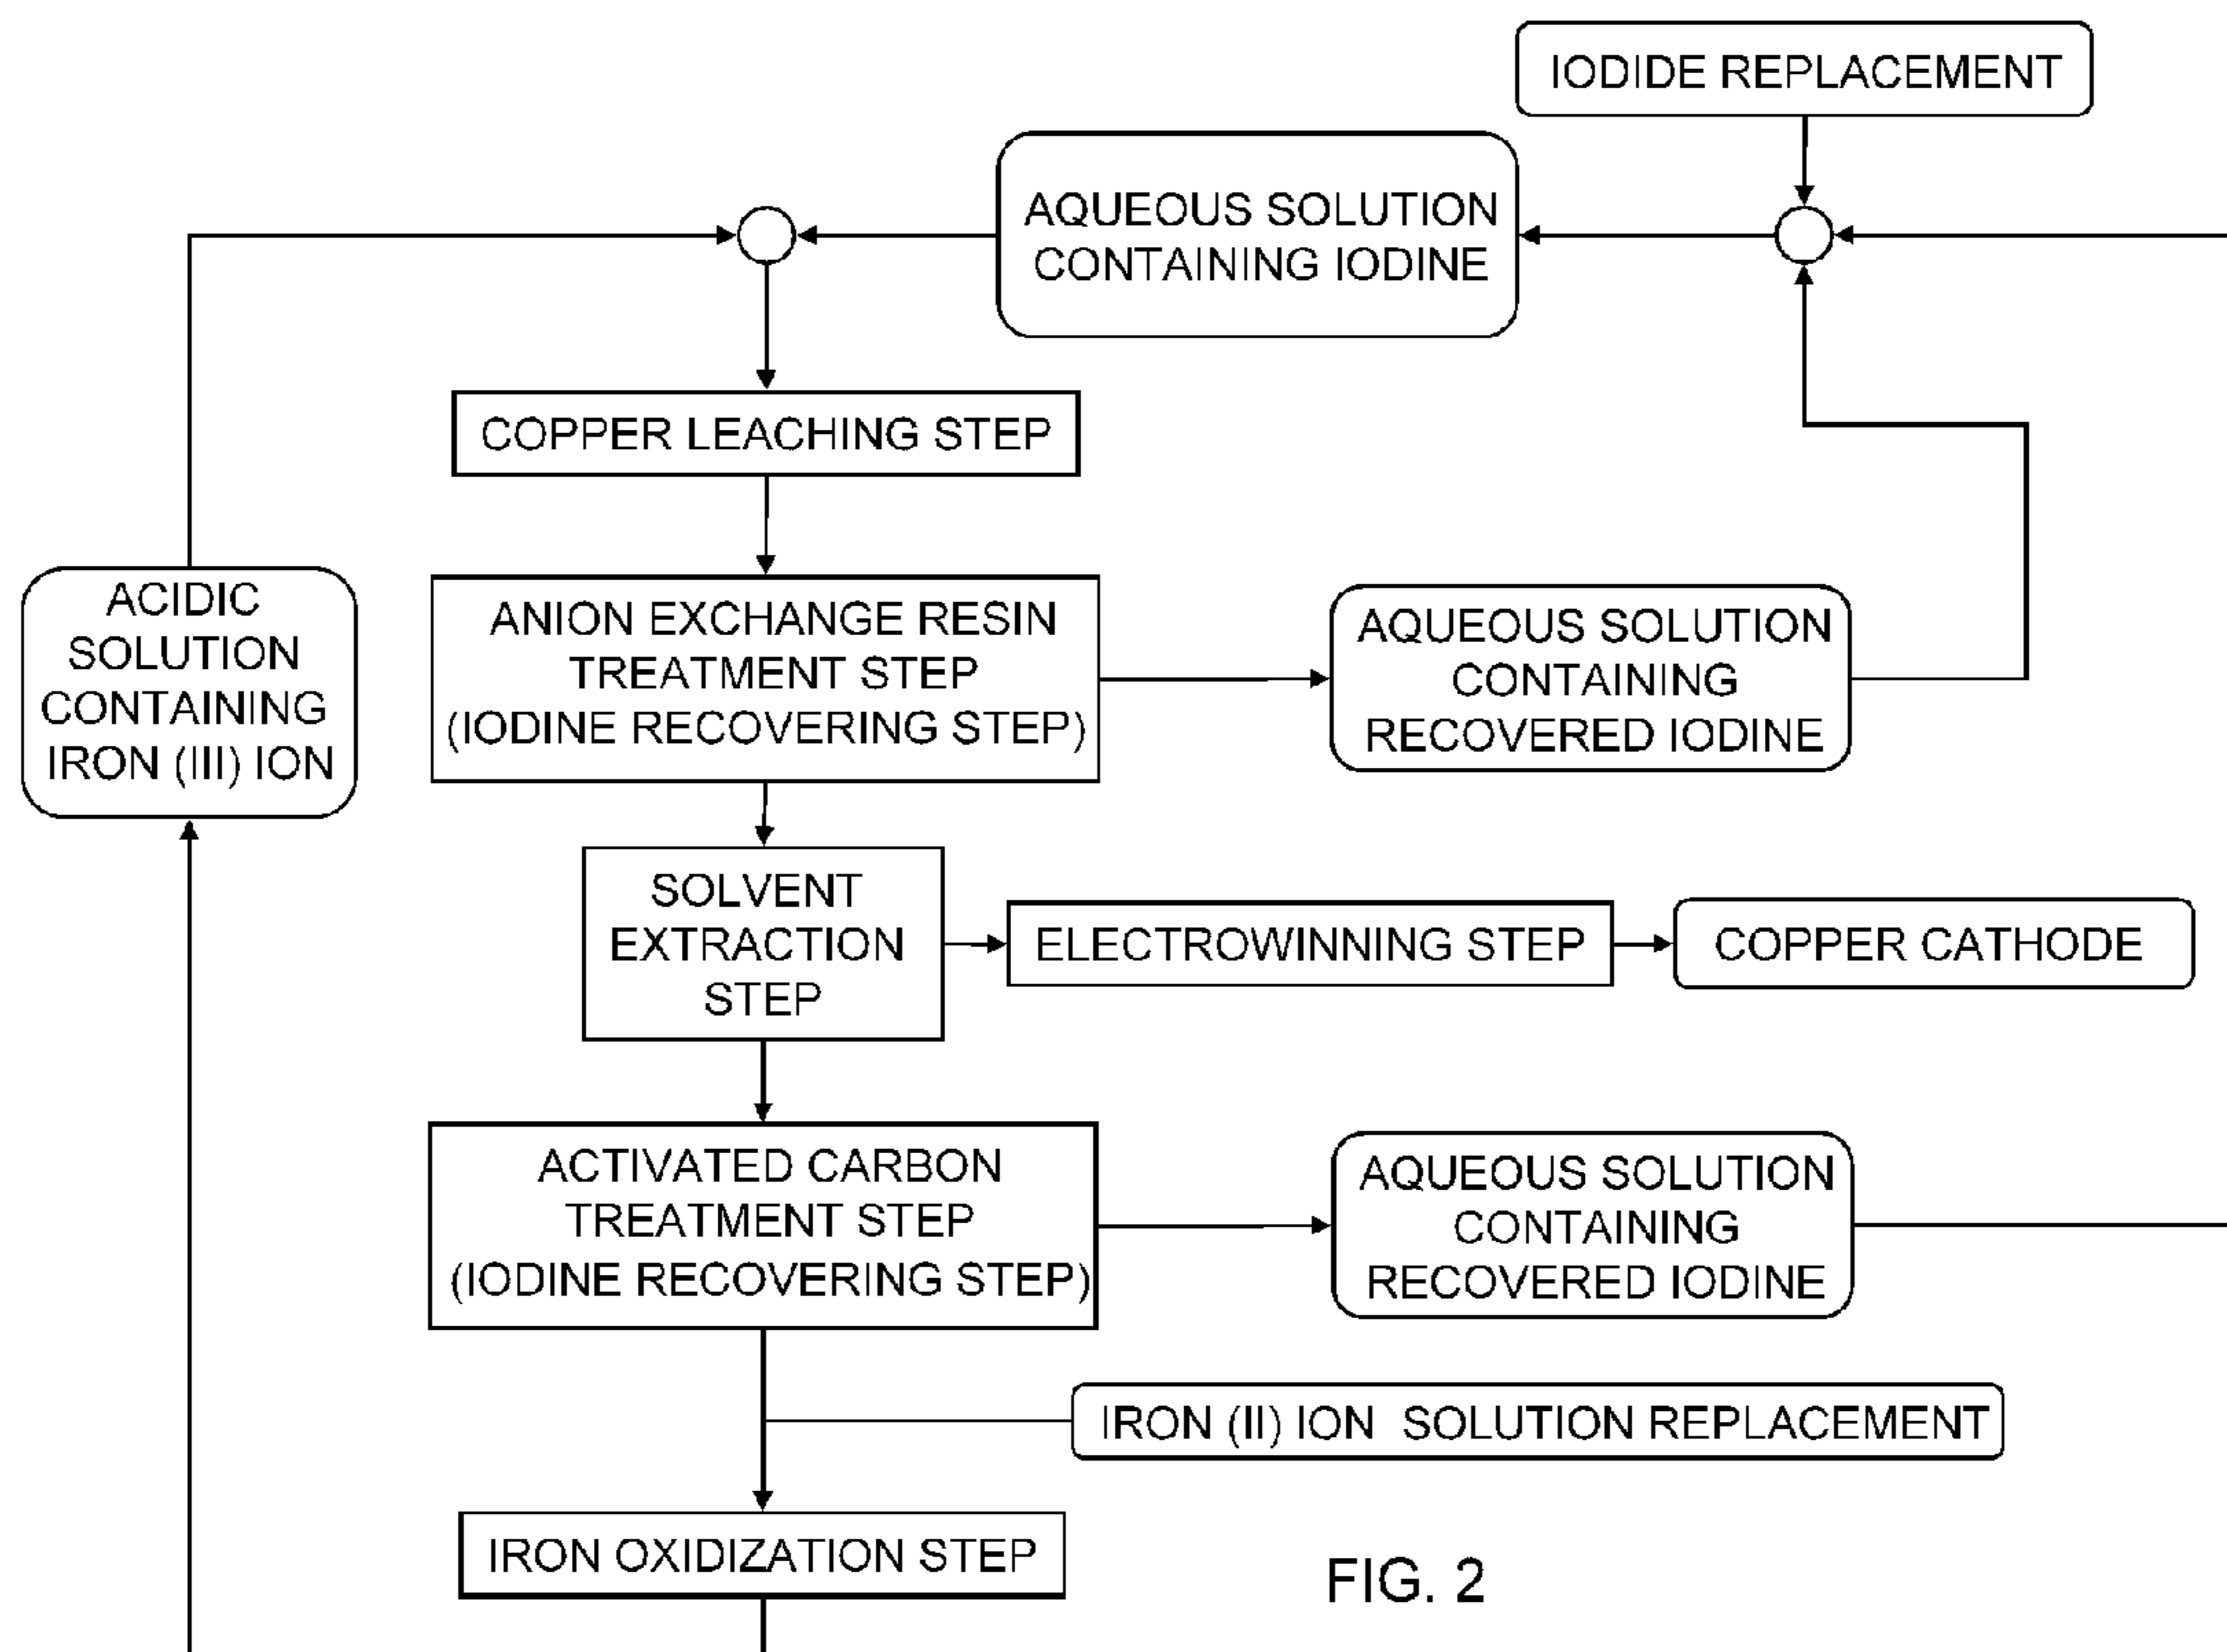 IODIDE REPLACEMENT
AQUEOUS SOLUTION
CONTAINING IODINE
COPPER LEACHING STEP
ACIDIC
SOLUTION
CONTAINING
IRON (III) ION
ANION EXCHANGE RESIN
TREATMENT STEP
(IODINE RECOVERING STEP)
AQUEOUS SOLUTION
CONTAINING
RECOVERED IODINE
SOLVENT
EXTRACTION
STEP
ELECTROWINNING STEP
COPPER CATHODE
ACTIVATED CARBON
TREATMENT STEP
(IODINE RECOVERING STEP)
AQUEOUS SOLUTION
CONTAINING
RECOVERED IODINE
IRON (II) ION SOLUTION REPLACEMENT
IRON OXIDIZATION STEP
FIG. 2